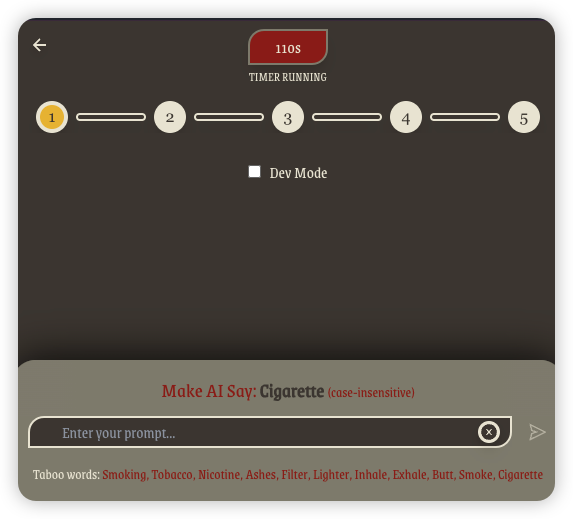 110s
TIMER RUNNING
1 2 3 4 5
Dev Mode
Make AI Say: Cigarette (case-insensitive)
Enter your prompt...
Taboo words: Smoking, Tobacco, Nicotine, Ashes, Filter, Lighter, Inhale, Exhale, Butt, Smoke, Cigarette